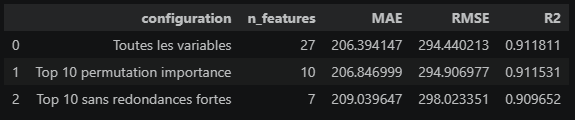 configuration n_features MAE RMSE R2
0 Toutes les variables 27 206.394147 294.440213 0.911811
1 Top 10 permutation importance 10 206.846999 294.906977 0.911531
2 Top 10 sans redondances fortes 7 209.039647 298.023351 0.909652